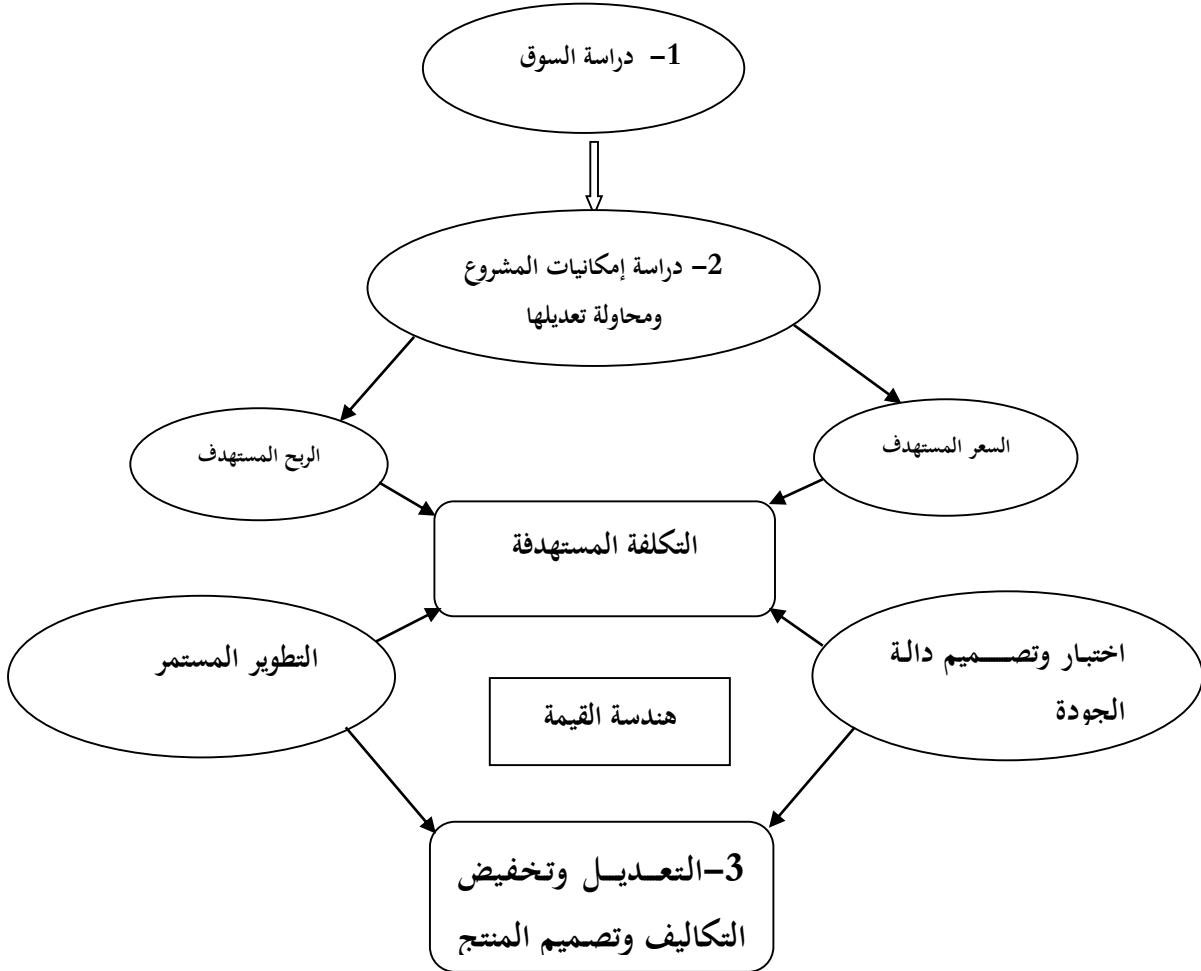 1- دراسة السوق
2- دراسة إمكانيات المشروع
ومحاولة تعديلها
السعر المستهدف
الربح المستهدف
التكلفة المستهدفة
اختبار وتصميم دالة
الجودة
التطوير المستمر
هندسة القيمة
3-التعديل وتخفيض
التكاليف وتصميم المنتج